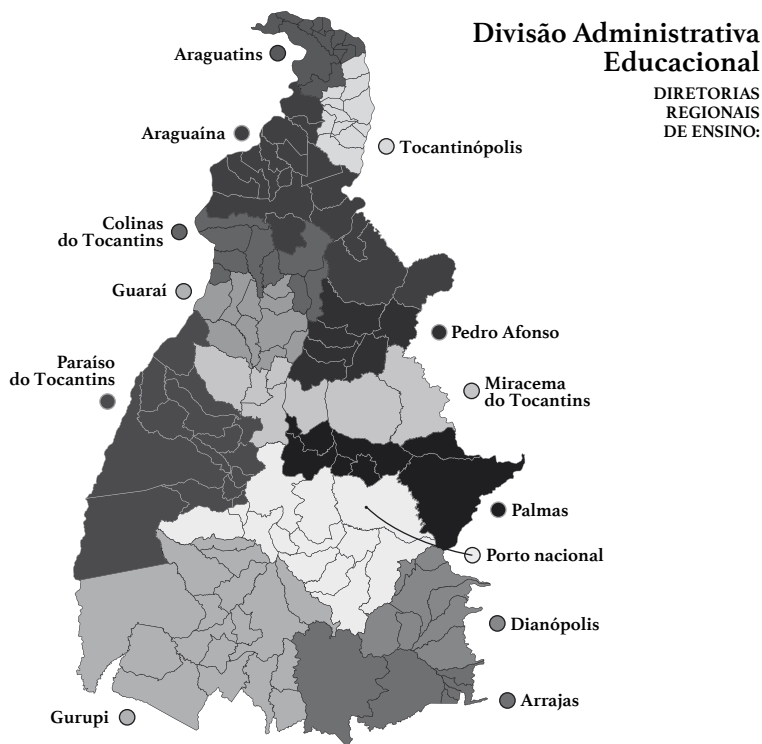 Divisão Administrativa
Educacional
DIRETORIAS
REGIONAIS
DE ENSINO:
Araguatins
Araguaína
Tocantinópolis
Colinas
do Tocantins
Guaraí
Pedro Afonso
Paraíso
do Tocantins
Miracema
do Tocantins
Palmas
Porto nacional
Dianópolis
Arrajas
Gurupi